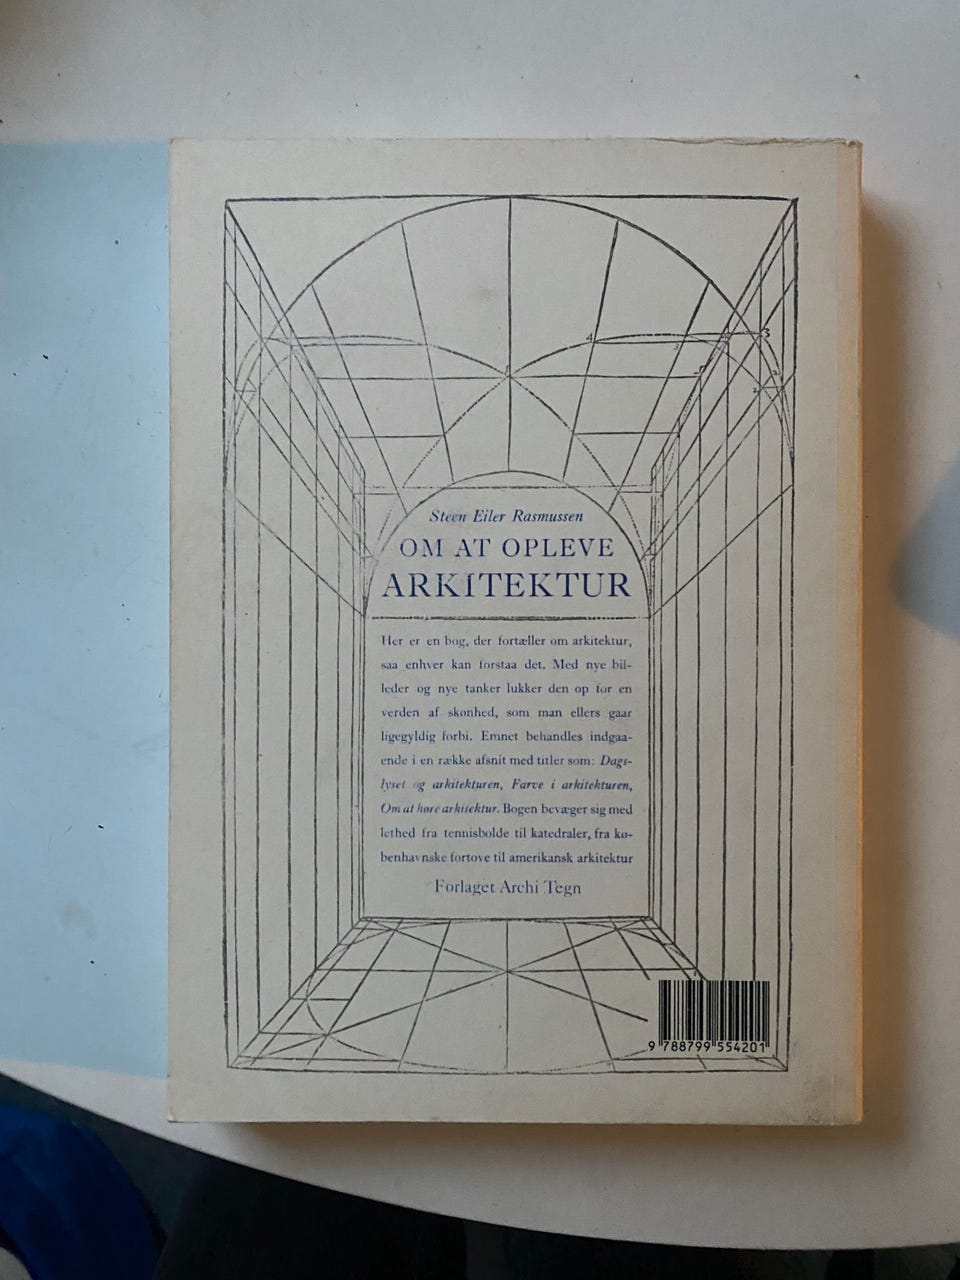 Steen Eiler Rasmussen
OM AT OPLEVE
ARKITEKTUR
Her er en bog, der fortæller om arkitektur,
saa enhver kan forstaa det. Med nye bil-
leder og nye tanker lukker den op for en
verden af skønhed, som man ellers gaar
ligegyldig forbi. Emnet behandles indgaa-
ende i en række afsnit med titler som: Dags-
lyset og arkitekturen, Farve i arkitekturen,
Om at høre arkitektur. Bogen bevæger sig med
lethed fra tennisbolde til katedraler, fra kø-
benhavnske fortove til amerikansk arkitektur
Forlaget Archi Tegn
9 788799 554201